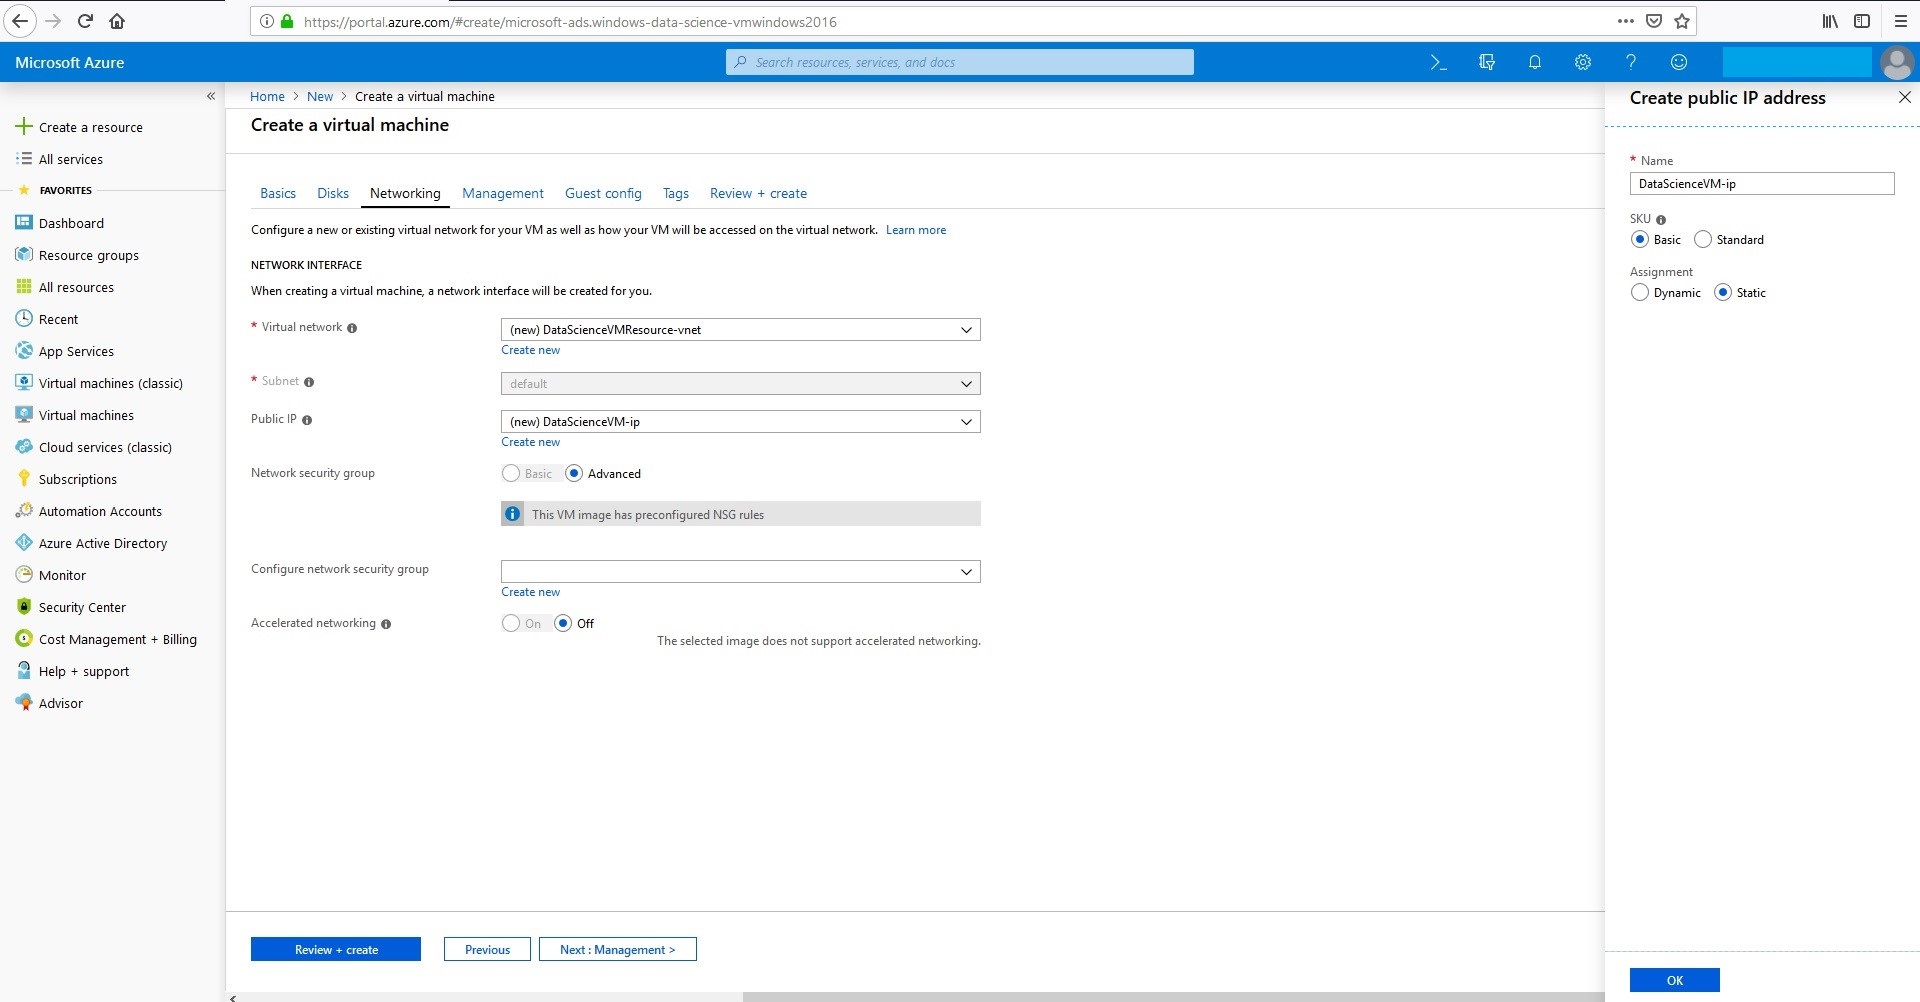 https://portal.azure.com/#create/microsoft-ads.windows-data-science-vmwindows2016
Microsoft Azure
Search resources, services, and docs
Create a resource
All services
FAVORITES
Dashboard
Resource groups
All resources
Recent
App Services
Virtual machines (classic)
Virtual machines
Cloud services (classic)
Subscriptions
Automation Accounts
Azure Active Directory
Monitor
Security Center
Cost Management + Billing
Help + support
Advisor
Home > New > Create a virtual machine
Create a virtual machine
Basics Disks Networking Management Guest config Tags Review + create
Configure a new or existing virtual network for your VM as well as how your VM will be accessed on the virtual network. Learn more
NETWORK INTERFACE
When creating a virtual machine, a network interface will be created for you.
* Virtual network (new) DataScienceVMResource-vnet
Create new
* Subnet default
Public IP (new) DataScienceVM-ip
Create new
Network security group Basic Advanced
This VM image has preconfigured NSG rules
Configure network security group
Create new
Accelerated networking On Off
The selected image does not support accelerated networking.
Review + create Previous Next : Management >
Create public IP address
* Name
DataScienceVM-ip
SKU
Basic Standard
Assignment
Dynamic Static
OK